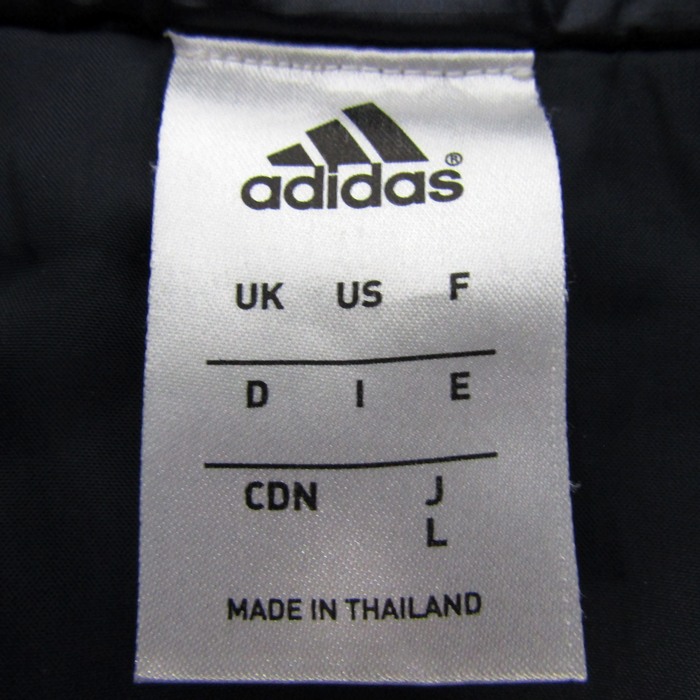 adidas®
UK US F
D I E
CDN J
L
MADE IN THAILAND